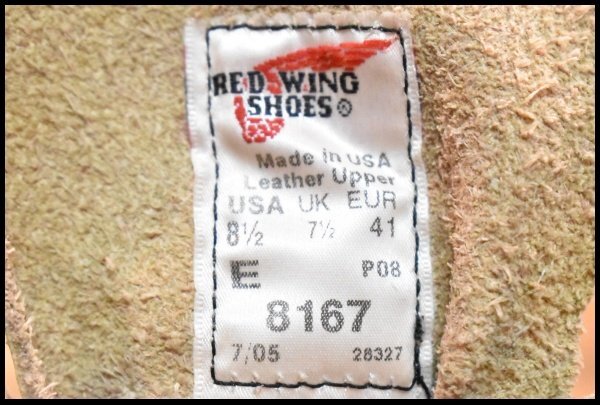 RED WING
SHOES®
Made in USA
Leather Upper
USA UK EUR
8½ 7½ 41
E P08
8167
7/05 28327